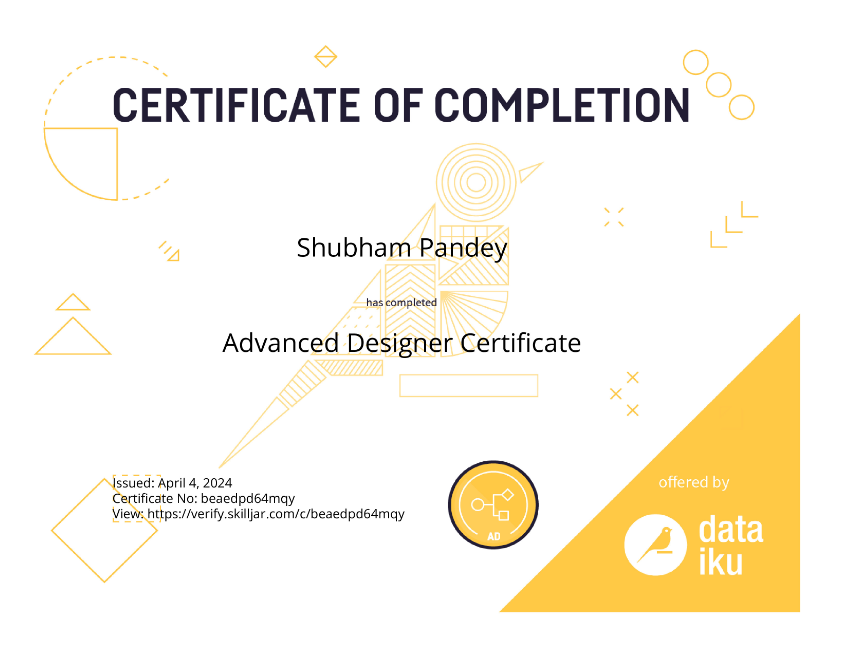 CERTIFICATE OF COMPLETION
Shubham Pandey
has completed
Advanced Designer Certificate
Issued: April 4, 2024
Certificate No: beaedpd64mqy
View: https://verify.skilljar.com/c/beaedpd64mqy
AD
offered by
data
iku